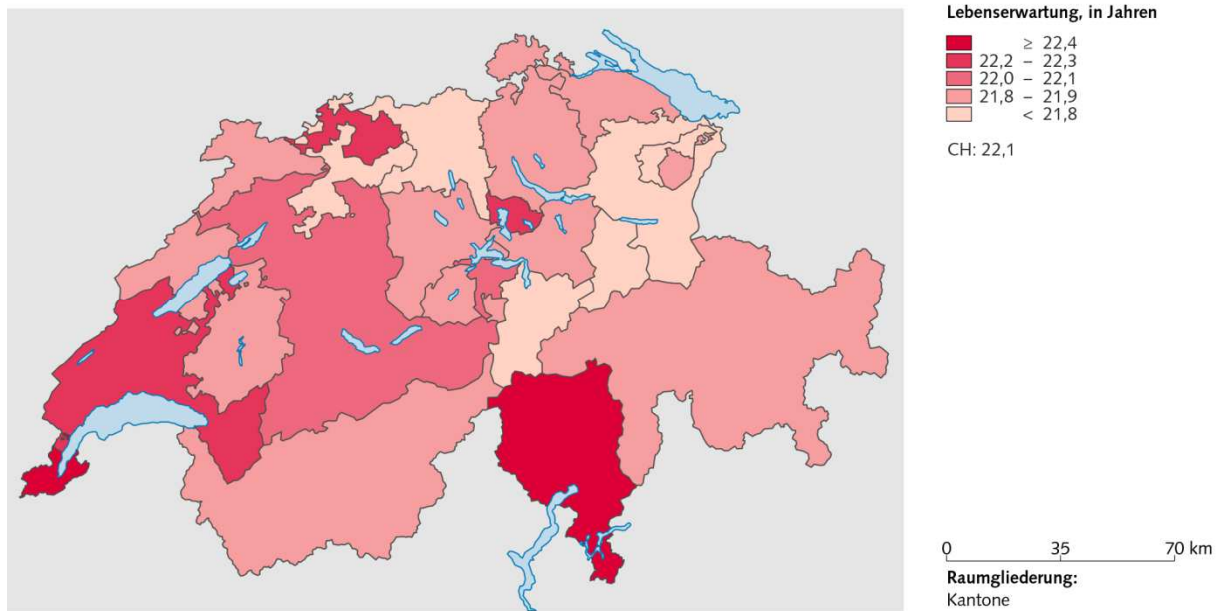 Lebenserwartung, in Jahren
≥ 22,4
22,2 – 22,3
22,0 – 22,1
21,8 – 21,9
< 21,8
CH: 22,1
0 35 70 km
Raumgliederung:
Kantone